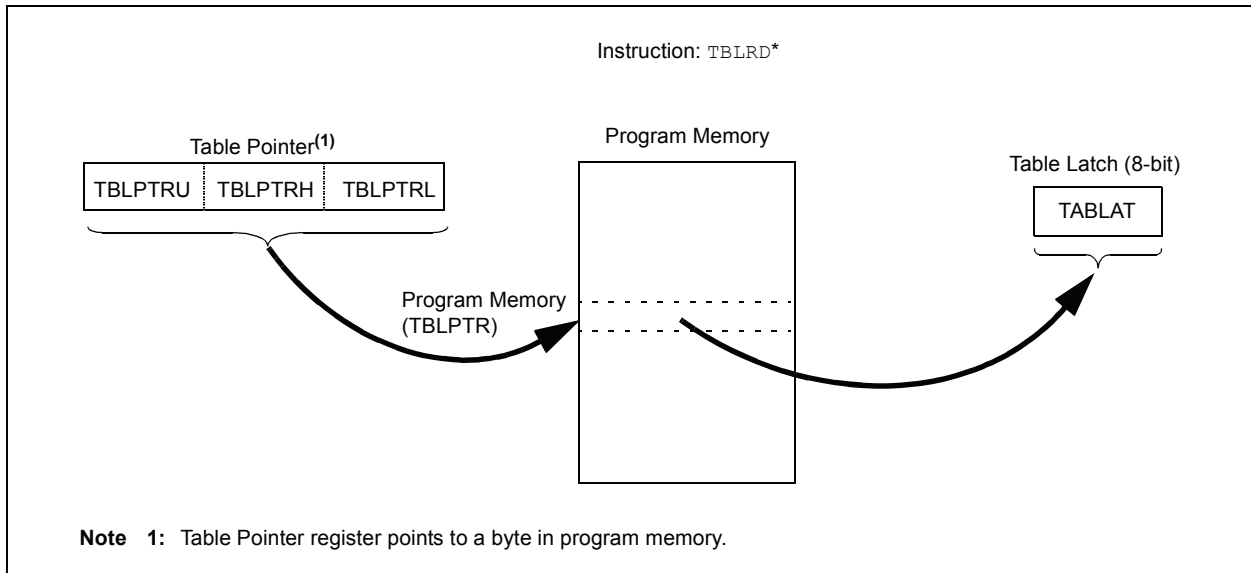 Instruction: TBLRD*
Table Pointer(1)
Program Memory
Table Latch (8-bit)
TBLPTRU TBLPTRH TBLPTRL
TABLAT
Program Memory
(TBLPTR)
Note 1: Table Pointer register points to a byte in program memory.